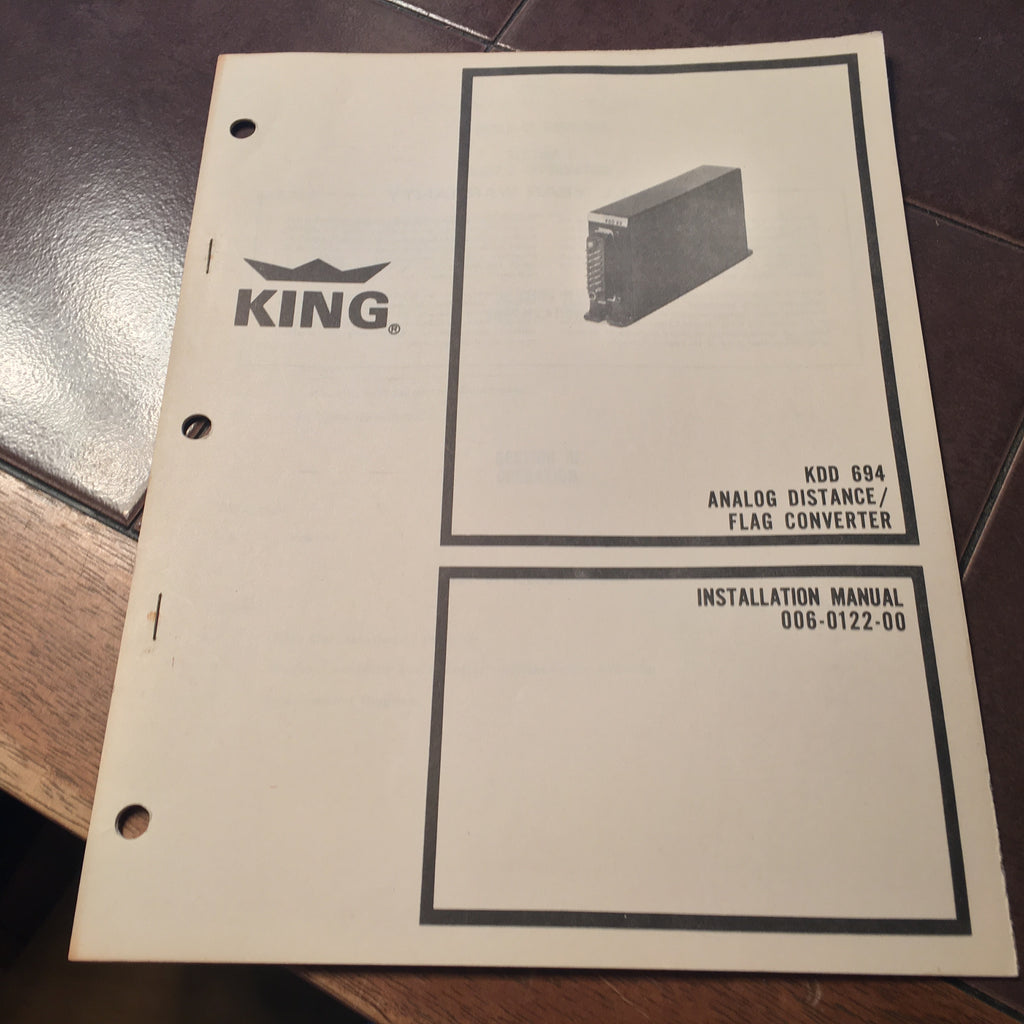 KING®
KDD 694
ANALOG DISTANCE/
FLAG CONVERTER
INSTALLATION MANUAL
006-0122-00